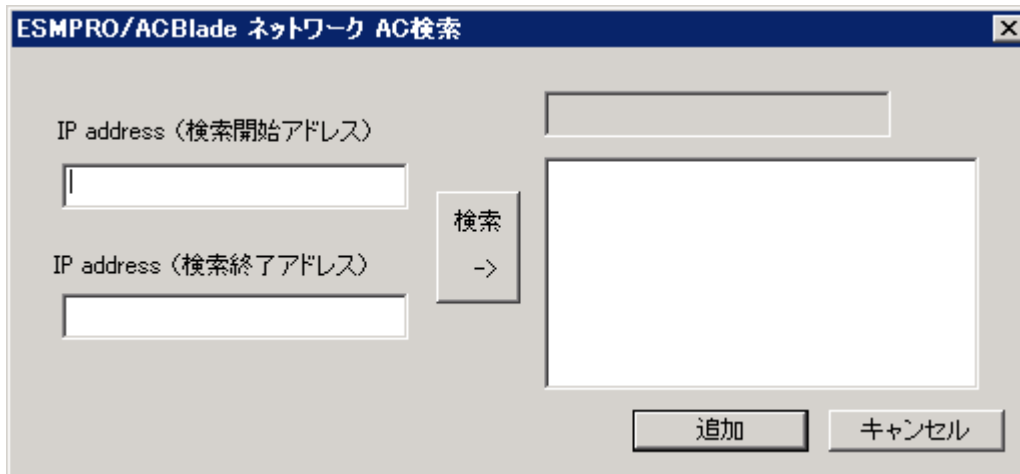 ESMPRO/ACBlade ネットワーク AC検索
IP address (検索開始アドレス)
検索
->
IP address (検索終了アドレス)
追加
キャンセル